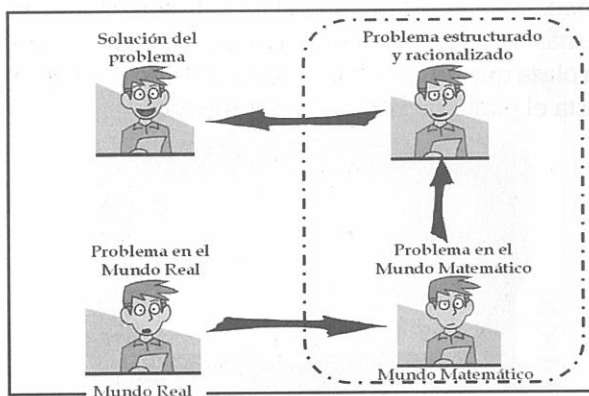 Solución del
problema
Problema estructurado
y racionalizado
Problema en el
Mundo Real
Problema en el
Mundo Matemático
Mundo Real
Mundo Matemático